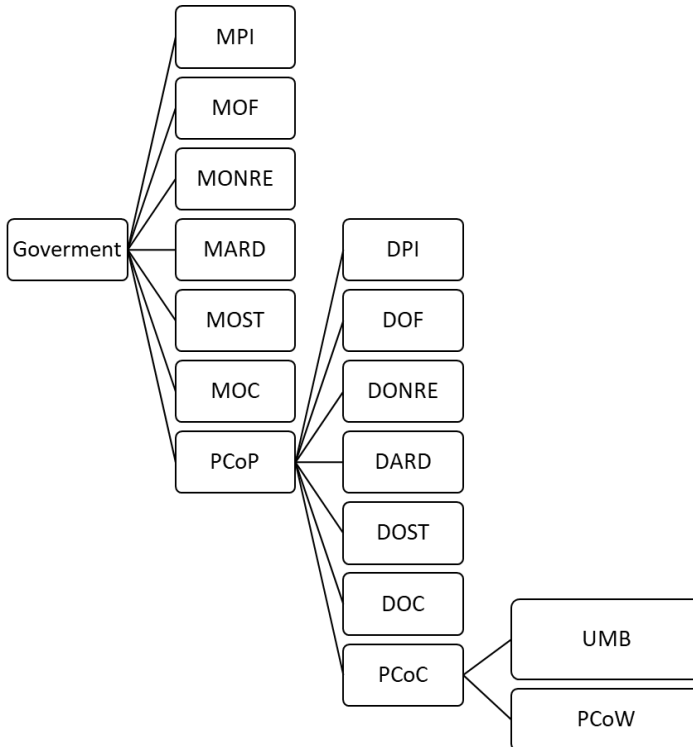 Goverment
MPI
MOF
MONRE
MARD
MOST
MOC
PCoP
DPI
DOF
DONRE
DARD
DOST
DOC
PCoC
UMB
PCoW